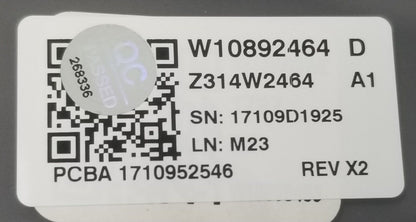 W10892464 D
Z314W2464 A1
SN: 17109D1925
LN: M23
PCBA 1710952546 REV X2
QC
PASSED
268336